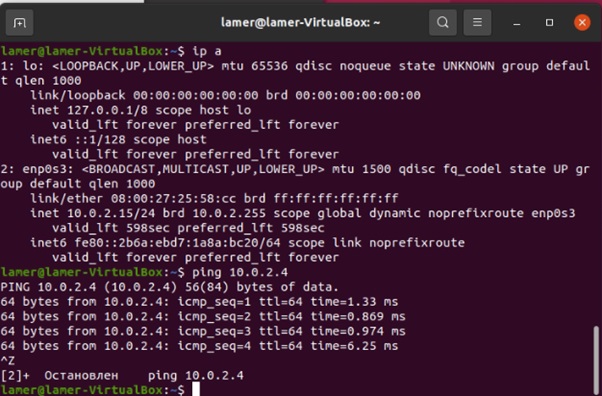 lamer@lamer-VirtualBox: ~
lamer@lamer-VirtualBox:~$ ip a
1: lo: <LOOPBACK,UP,LOWER_UP> mtu 65536 qdisc noqueue state UNKNOWN group defaul
t qlen 1000
    link/loopback 00:00:00:00:00:00 brd 00:00:00:00:00:00
    inet 127.0.0.1/8 scope host lo
       valid_lft forever preferred_lft forever
    inet6 ::1/128 scope host
       valid_lft forever preferred_lft forever
2: enp0s3: <BROADCAST,MULTICAST,UP,LOWER_UP> mtu 1500 qdisc fq_codel state UP gr
oup default qlen 1000
    link/ether 08:00:27:25:58:cc brd ff:ff:ff:ff:ff:ff
    inet 10.0.2.15/24 brd 10.0.2.255 scope global dynamic noprefixroute enp0s3
       valid_lft 598sec preferred_lft 598sec
    inet6 fe80::2b6a:ebd7:1a8a:bc20/64 scope link noprefixroute
       valid_lft forever preferred_lft forever
lamer@lamer-VirtualBox:~$ ping 10.0.2.4
PING 10.0.2.4 (10.0.2.4) 56(84) bytes of data.
64 bytes from 10.0.2.4: icmp_seq=1 ttl=64 time=1.33 ms
64 bytes from 10.0.2.4: icmp_seq=2 ttl=64 time=0.869 ms
64 bytes from 10.0.2.4: icmp_seq=3 ttl=64 time=0.974 ms
64 bytes from 10.0.2.4: icmp_seq=4 ttl=64 time=6.25 ms
^Z
[2]+  Остановлен    ping 10.0.2.4
lamer@lamer-VirtualBox:~$